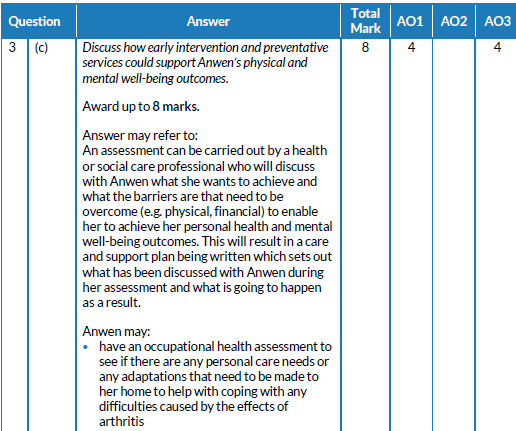 Question Answer Total Mark AO1 AO2 AO3
3 (c) Discuss how early intervention and preventative 8 4 4
services could support Anwen's physical and
mental well-being outcomes.
Award up to 8 marks.
Answer may refer to:
An assessment can be carried out by a health
or social care professional who will discuss
with Anwen what she wants to achieve and
what the barriers are that need to be
overcome (e.g. physical, financial) to enable
her to achieve her personal health and mental
well-being outcomes. This will result in a care
and support plan being written which sets out
what has been discussed with Anwen during
her assessment and what is going to happen
as a result.
Anwen may:
• have an occupational health assessment to
see if there are any personal care needs or
any adaptations that need to be made to
her home to help with coping with any
difficulties caused by the effects of
arthritis